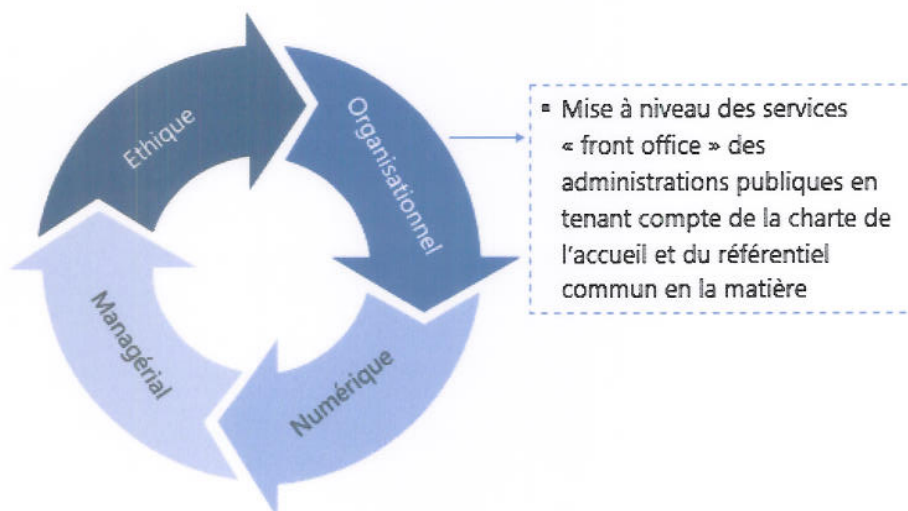 Ethique
Organisationnel
Numérique
Managérial
▪ Mise à niveau des services
« front office » des
administrations publiques en
tenant compte de la charte de
l'accueil et du référentiel
commun en la matière